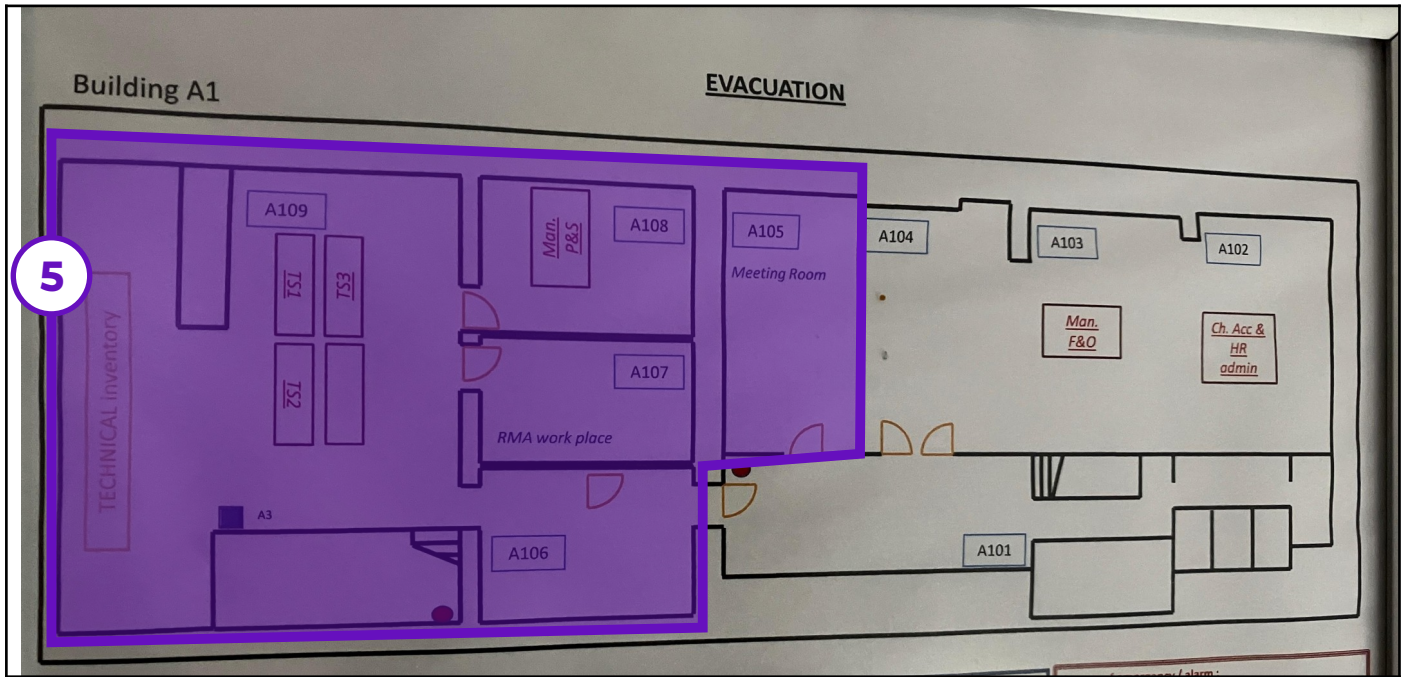 Building A1
EVACUATION
5
A109
A108
A105
A104
A103
A102
Man.
P&S
Meeting Room
TS1
TS3
TS2
TECHNICAL inventory
Man.
F&O
Ch. Acc &
HR
admin
A107
RMA work place
A3
A106
A101
/ alarm :